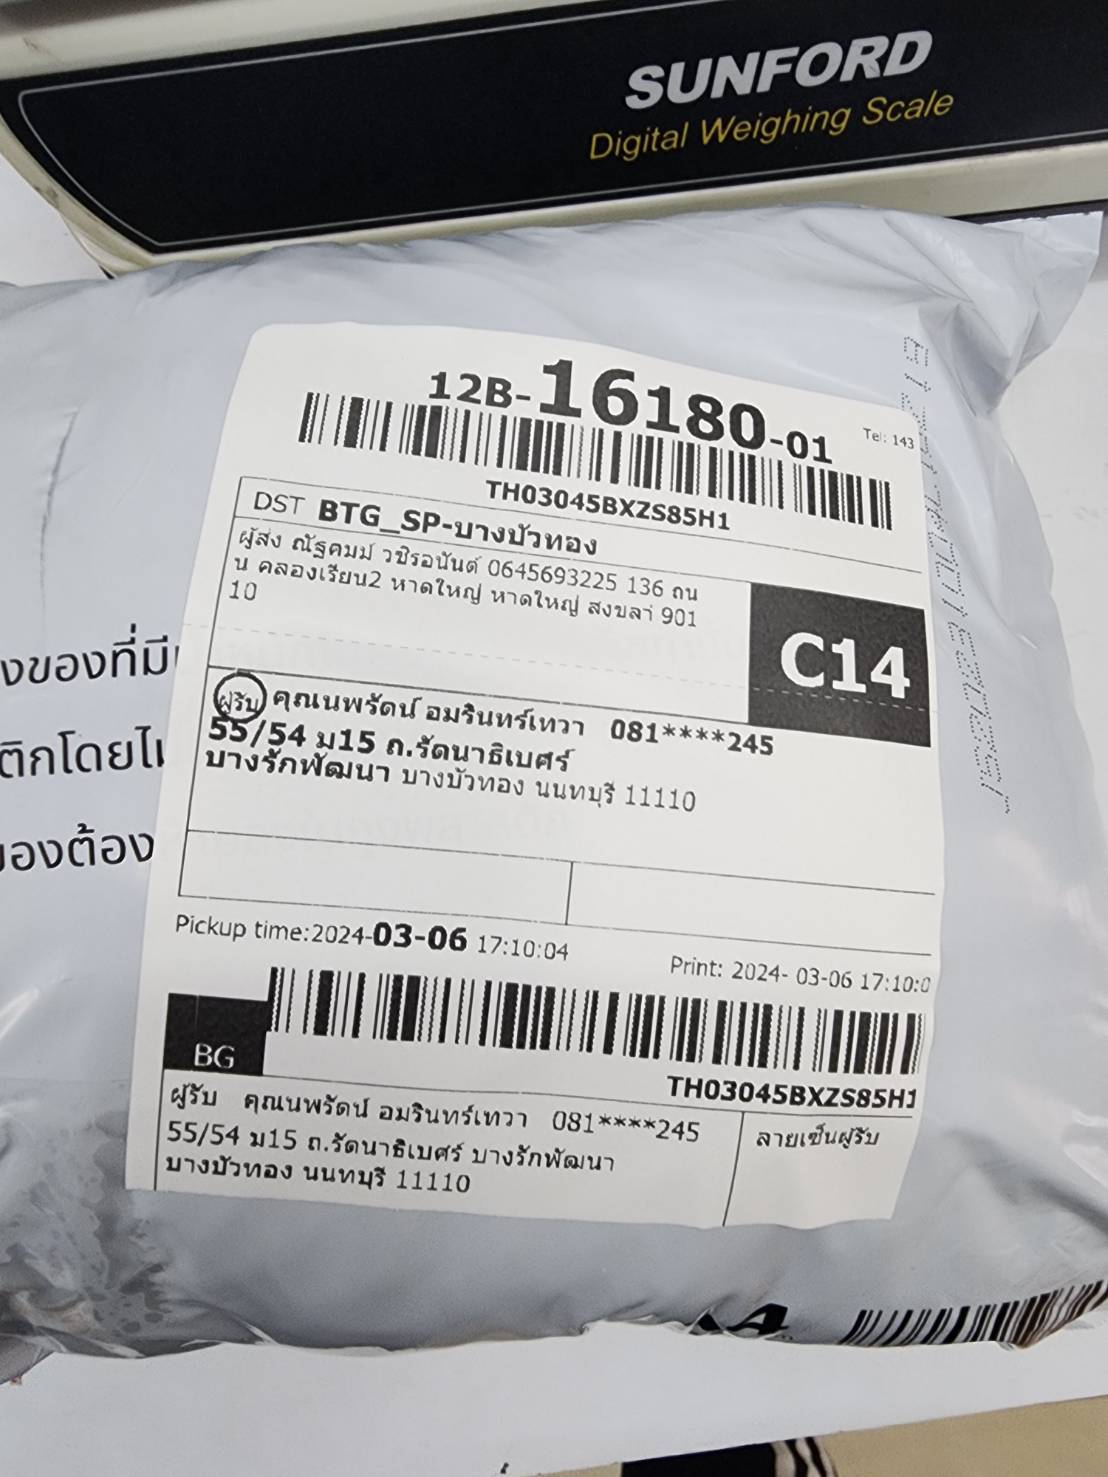 SUNFORD
Digital Weighing Scale
12B-16180-01
Tel: 143
TH03045BXZS85H1
DST BTG_SP-บางบัวทอง
ผู้ส่ง ณัฐคมม์ วชิรอนันต์ 0645693225 136 ถน
น คลองเรียน2 หาดใหญ่ หาดใหญ่ สงขลา 901
10
C14
ผู้รับ คุณนพรัตน์ อมรินทร์เทวา 081****245
55/54 ม15 ถ.รัตนาธิเบศร์
บางรักพัฒนา บางบัวทอง นนทบุรี 11110
งของที่มี
ติกโดยไ
ของต้อง
Pickup time:2024-03-06 17:10:04
Print: 2024- 03-06 17:10:0
BG
TH03045BXZS85H1
ผู้รับ คุณนพรัตน์ อมรินทร์เทวา 081****245
55/54 ม15 ถ.รัตนาธิเบศร์ บางรักพัฒนา
บางบัวทอง นนทบุรี 11110
ลายเซ็นผู้รับ